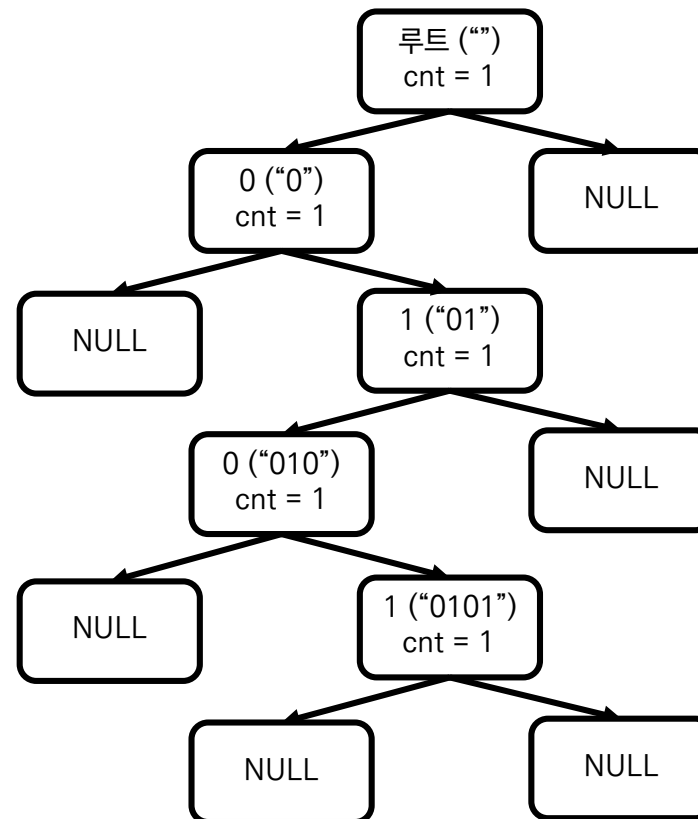 루트 (“”)
cnt = 1
0 (“0”)
cnt = 1
NULL
NULL
1 (“01”)
cnt = 1
0 (“010”)
cnt = 1
NULL
NULL
1 (“0101”)
cnt = 1
NULL
NULL